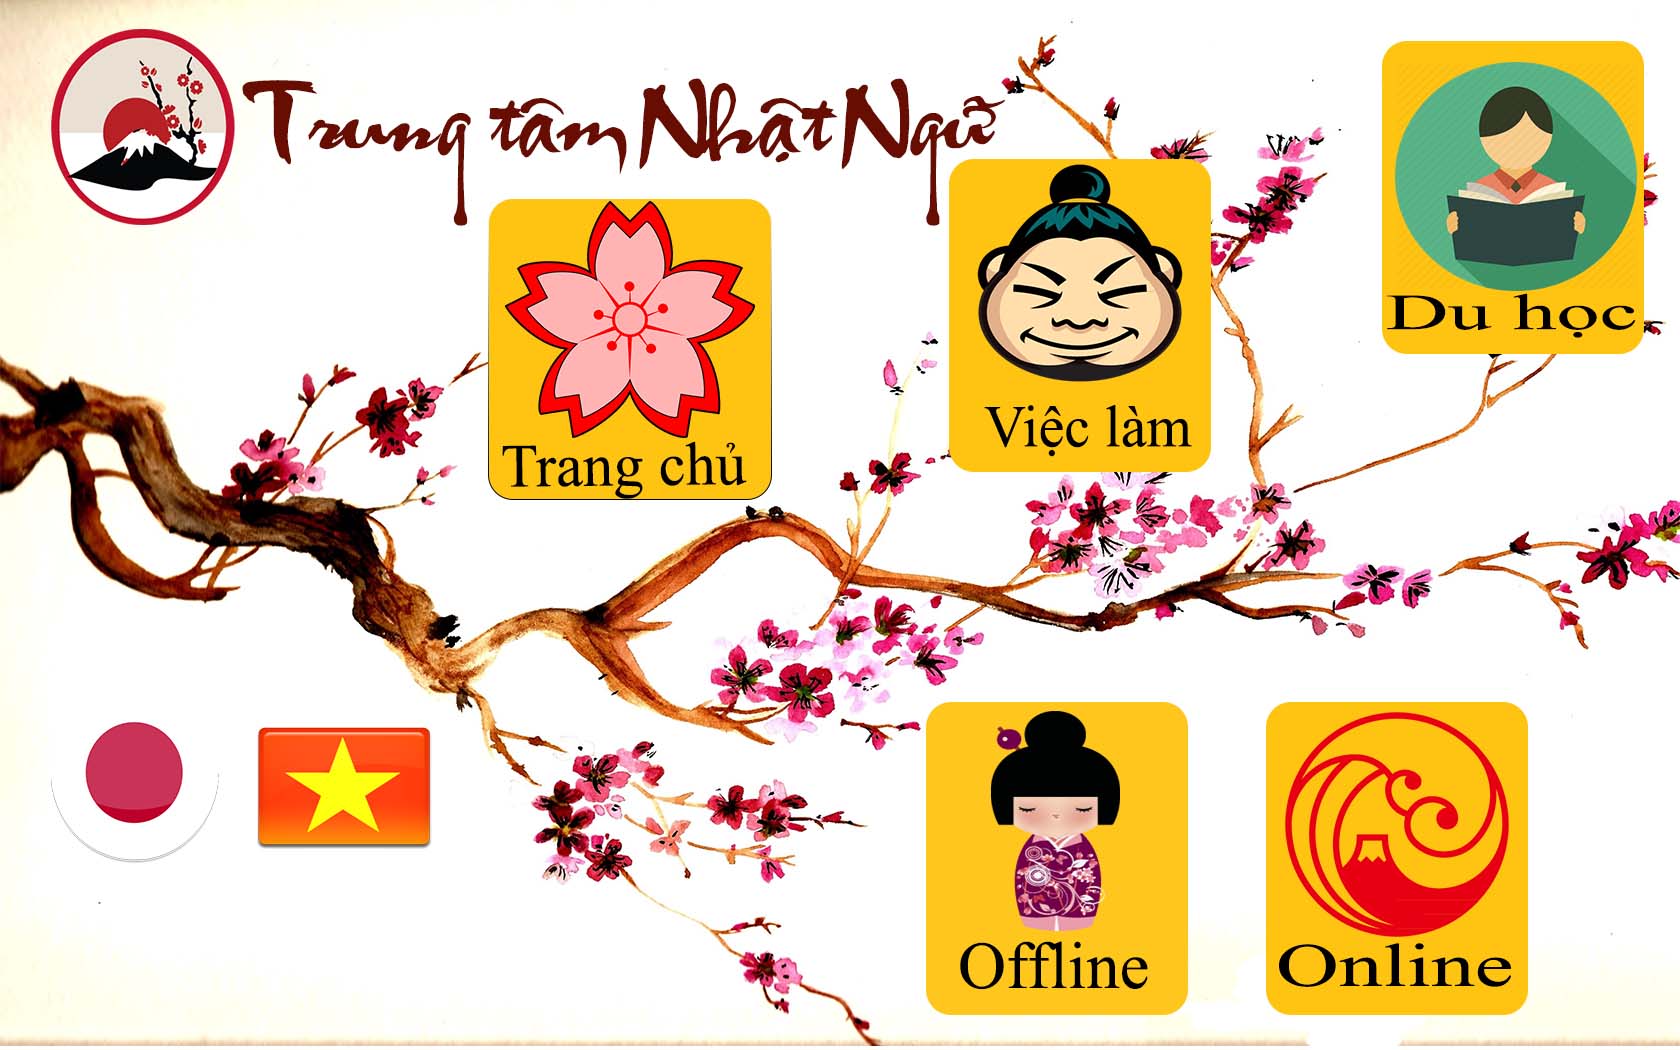 Trung tâm Nhật Ngữ
Trang chủ
Việc làm
Du học
Offline
Online